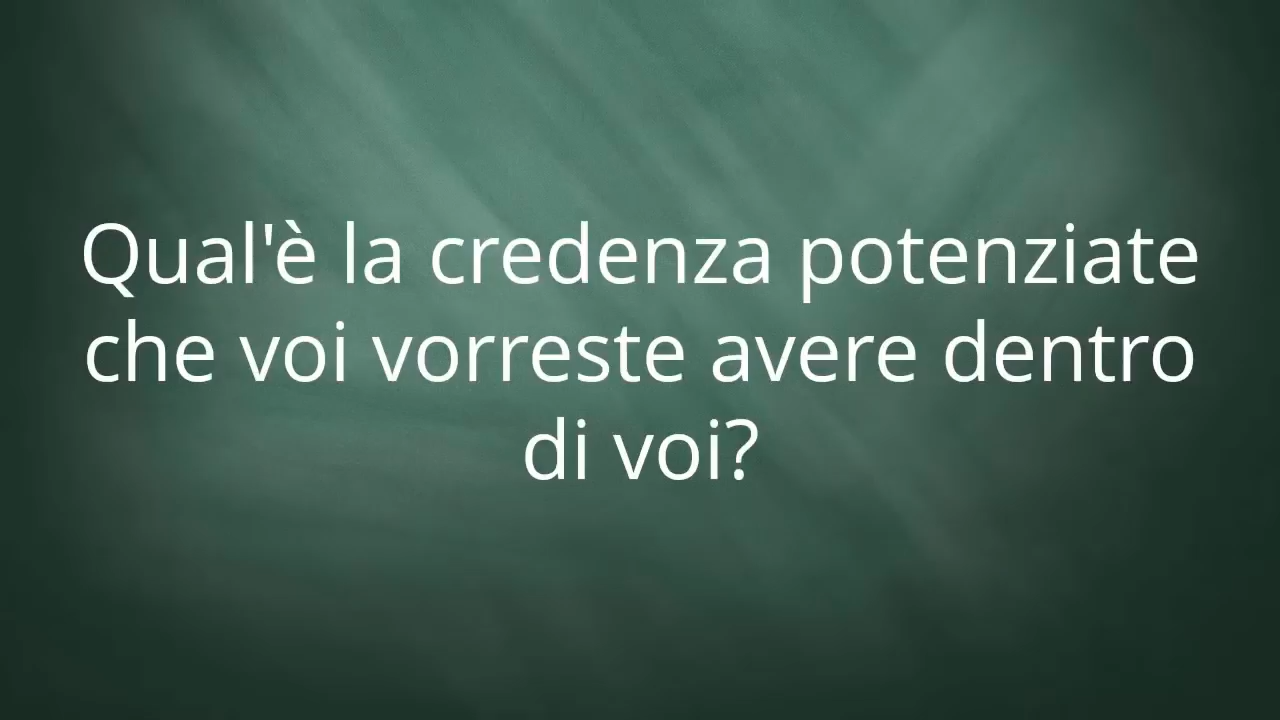 Qual'è la credenza potenziate
che voi vorreste avere dentro
di voi?